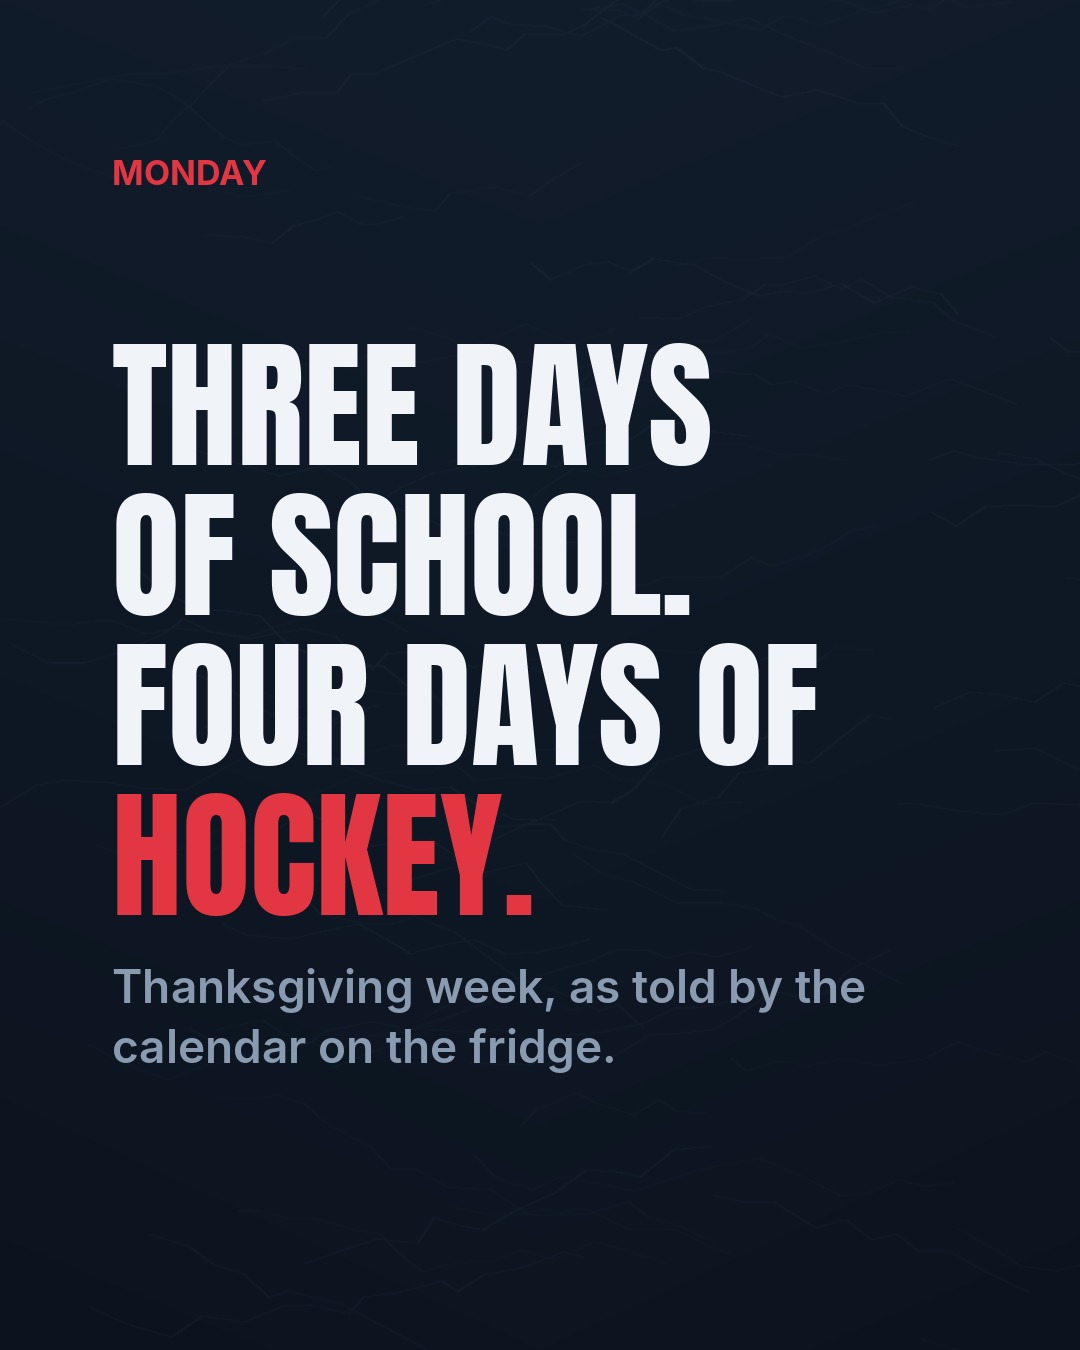 MONDAY
THREE DAYS
OF SCHOOL.
FOUR DAYS OF
HOCKEY.
Thanksgiving week, as told by the
calendar on the fridge.